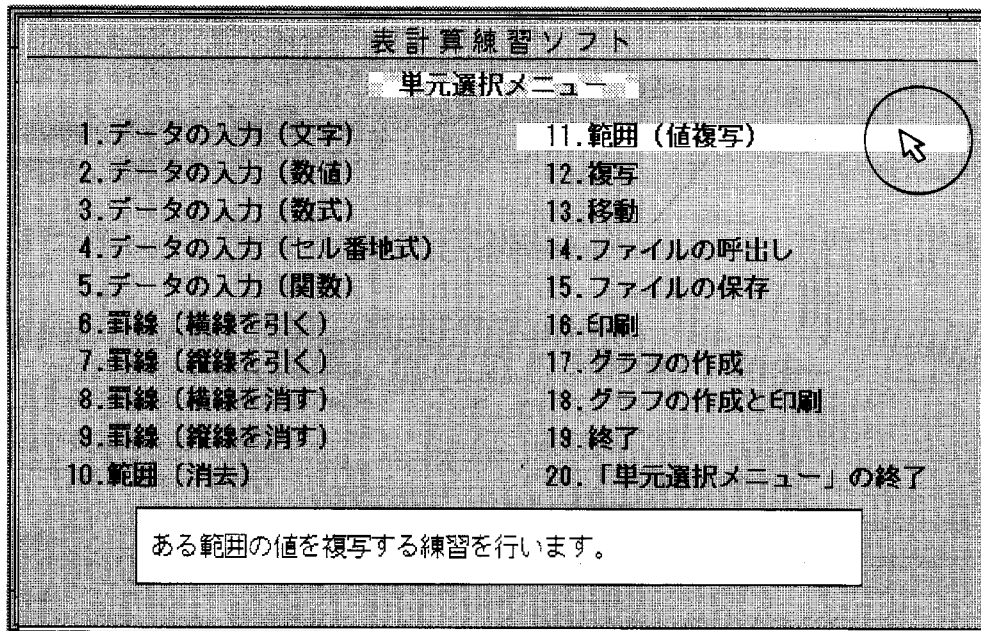 表計算練習ソフト
単元選択メニュー
1.データの入力（文字）
2.データの入力（数値）
3.データの入力（数式）
4.データの入力（セル番地式）
5.データの入力（関数）
6.罫線（横線を引く）
7.罫線（縦線を引く）
8.罫線（横線を消す）
9.罫線（縦線を消す）
10.範囲（消去）
11.範囲（値複写）
12.複写
13.移動
14.ファイルの呼出し
15.ファイルの保存
16.印刷
17.グラフの作成
18.グラフの作成と印刷
19.終了
20.「単元選択メニュー」の終了
ある範囲の値を複写する練習を行います。